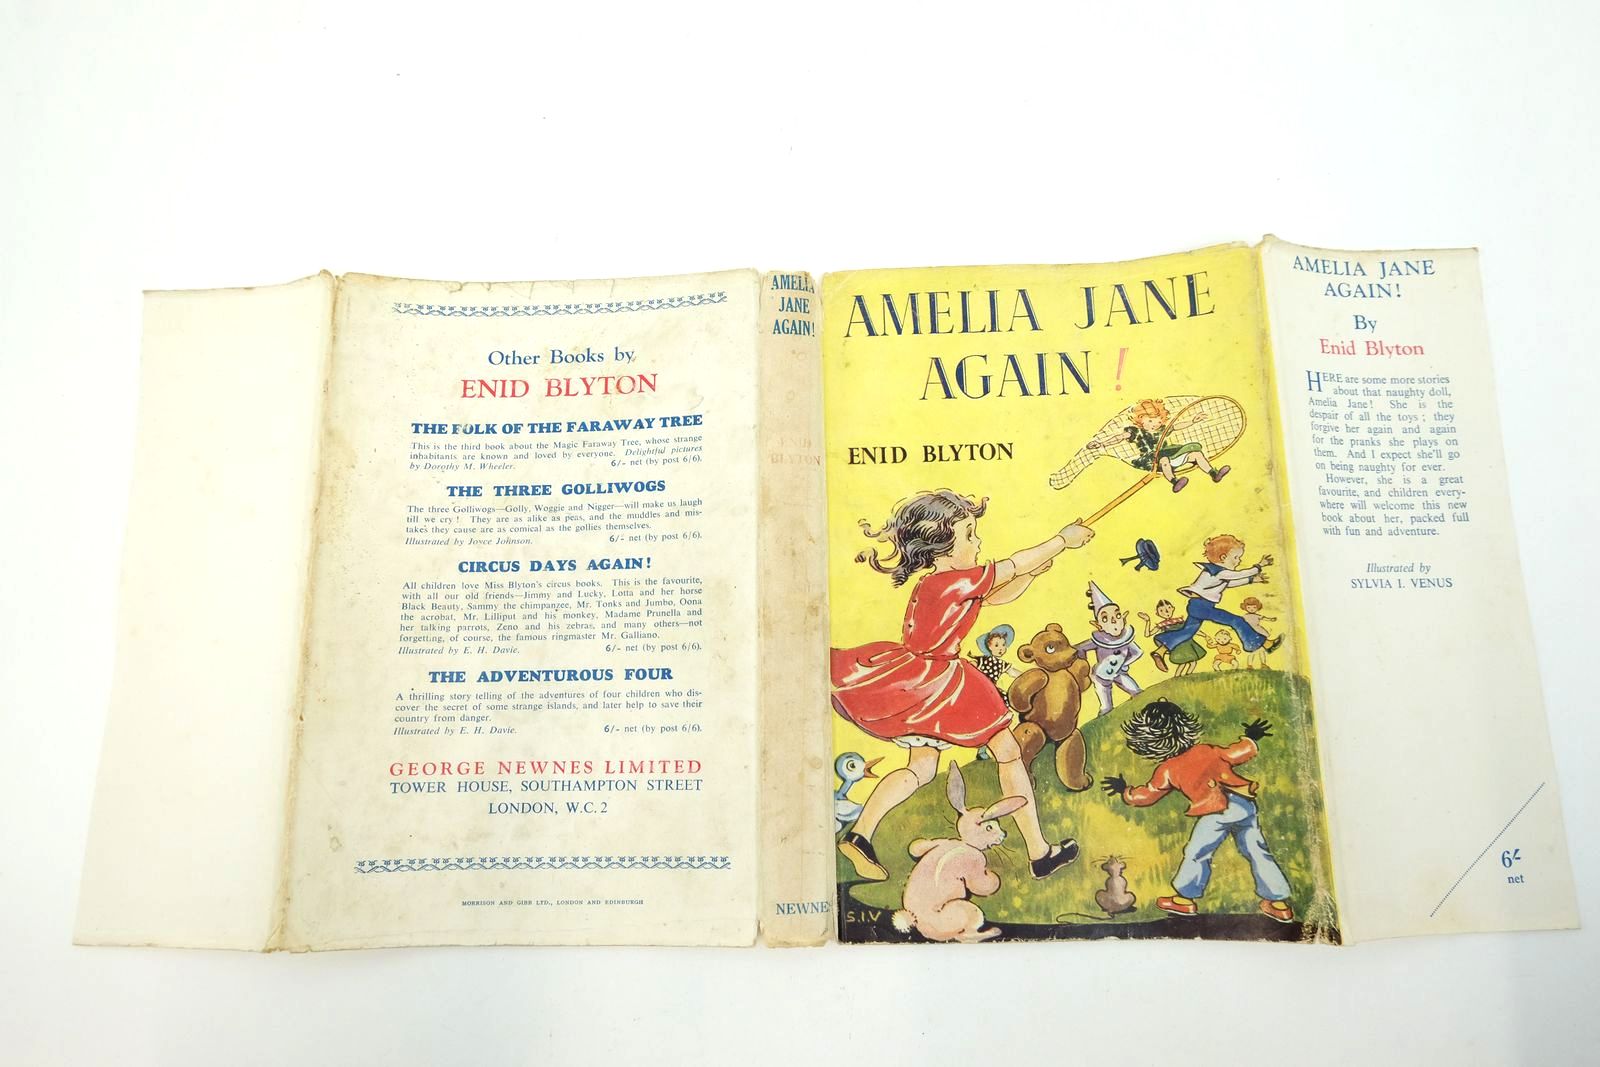 Other Books by
ENID BLYTON
THE FOLK OF THE FARAWAY TREE
This is the third book about the Magic Faraway Tree, whose strange
inhabitants are known and loved by everyone. Delightful pictures
by Dorothy M. Wheeler. 6/- net (by post 6/6).
THE THREE GOLLIWOGS
The three Golliwogs—Golly, Woggie and Nigger—will make us laugh
till we cry! They are as alike as peas, and the muddles and mis-
takes they cause are as comical as the gollies themselves.
Illustrated by Joyce Johnson. 6/- net (by post 6/6).
CIRCUS DAYS AGAIN!
All children love Miss Blyton's circus books. This is the favourite,
with all our old friends—Jimmy and Lucky, Lotta and her horse
Black Beauty, Sammy the chimpanzee, Mr. Tonks and Jumbo, Oona
the acrobat, Mr. Lilliput and his monkey, Madame Prunella and
her talking parrots, Zeno and his zebras, and many others—not
forgetting, of course, the famous ringmaster Mr. Galliano.
Illustrated by E. H. Davie. 6/- net (by post 6/6).
THE ADVENTUROUS FOUR
A thrilling story telling of the adventures of four children who dis-
cover the secret of some strange islands, and later help to save their
country from danger.
Illustrated by E. H. Davie. 6/- net (by post 6/6).
GEORGE NEWNES LIMITED
TOWER HOUSE, SOUTHAMPTON STREET
LONDON, W.C.2
MORRISON AND GIBB LTD., LONDON AND EDINBURGH
AMELIA
JANE
AGAIN!
ENID
BLYTON
NEWNES
AMELIA JANE
AGAIN!
ENID BLYTON
S.I.V
AMELIA JANE
AGAIN!
By
Enid Blyton
HERE are some more stories
about that naughty doll,
Amelia Jane! She is the
despair of all the toys; they
forgive her again and again
for the pranks she plays on
them. And I expect she'll go
on being naughty for ever.
However, she is a great
favourite, and children every-
where will welcome this new
book about her, packed full
with fun and adventure.
Illustrated by
SYLVIA I. VENUS
6/-
net